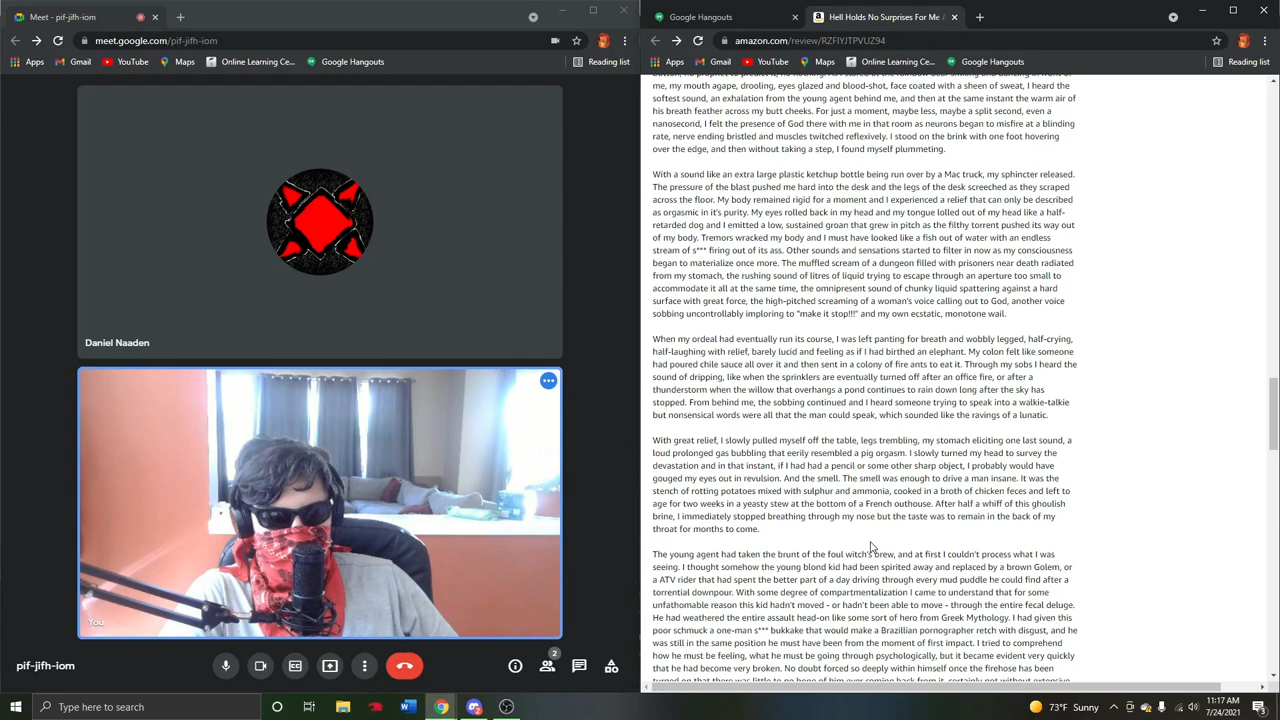 Meet - pif-jifh-iom
meet.google.com/pif-jifh-iom
Apps Gmail YouTube Maps Online Learning Ce... Google Hangouts Reading list
Daniel Naaden
You
pif-jifh-iom
2
Google Hangouts
Hell Holds No Surprises For Me A
amazon.com/review/RZFIYJTPVUZ94
Apps Gmail YouTube Maps Online Learning Ce... Google Hangouts Reading list
me, my mouth agape, drooling, eyes glazed and blood-shot, face coated with a sheen of sweat, I heard the
softest sound, an exhalation from the young agent behind me, and then at the same instant the warm air of
his breath feather across my butt cheeks. For just a moment, maybe less, maybe a split second, even a
nanosecond, I felt the presence of God there with me in that room as neurons began to misfire at a blinding
rate, nerve ending bristled and muscles twitched reflexively. I stood on the brink with one foot hovering
over the edge, and then without taking a step, I found myself plummeting.
With a sound like an extra large plastic ketchup bottle being run over by a Mac truck, my sphincter released.
The pressure of the blast pushed me hard into the desk and the legs of the desk screeched as they scraped
across the floor. My body remained rigid for a moment and I experienced a relief that can only be described
as orgasmic in it's purity. My eyes rolled back in my head and my tongue lolled out of my head like a half-
retarded dog and I emitted a low, sustained groan that grew in pitch as the filthy torrent pushed its way out
of my body. Tremors wracked my body and I must have looked like a fish out of water with an endless
stream of s*** firing out of its ass. Other sounds and sensations started to filter in now as my consciousness
began to materialize once more. The muffled scream of a dungeon filled with prisoners near death radiated
from my stomach, the rushing sound of litres of liquid trying to escape through an aperture too small to
accommodate it all at the same time, the omnipresent sound of chunky liquid spattering against a hard
surface with great force, the high-pitched screaming of a woman's voice calling out to God, another voice
sobbing uncontrollably imploring to "make it stop!!!" and my own ecstatic, monotone wail.
When my ordeal had eventually run its course, I was left panting for breath and wobbly legged, half-crying,
half-laughing with relief, barely lucid and feeling as if I had birthed an elephant. My colon felt like someone
had poured chile sauce all over it and then sent in a colony of fire ants to eat it. Through my sobs I heard the
sound of dripping, like when the sprinklers are eventually turned off after an office fire, or after a
thunderstorm when the willow that overhangs a pond continues to rain down long after the sky has
stopped. From behind me, the sobbing continued and I heard someone trying to speak into a walkie-talkie
but nonsensical words were all that the man could speak, which sounded like the ravings of a lunatic.
With great relief, I slowly pulled myself off the table, legs trembling, my stomach eliciting one last sound, a
loud prolonged gas bubbling that eerily resembled a pig orgasm. I slowly turned my head to survey the
devastation and in that instant, if I had had a pencil or some other sharp object, I probably would have
gouged my eyes out in revulsion. And the smell. The smell was enough to drive a man insane. It was the
stench of rotting potatoes mixed with sulphur and ammonia, cooked in a broth of chicken feces and left to
age for two weeks in a yeasty stew at the bottom of a French outhouse. After half a whiff of this ghoulish
brine, I immediately stopped breathing through my nose but the taste was to remain in the back of my
throat for months to come.
The young agent had taken the brunt of the foul witch's brew, and at first I couldn't process what I was
seeing. I thought somehow the young blond kid had been spirited away and replaced by a brown Golem, or
a ATV rider that had spent the better part of a day driving through every mud puddle he could find after a
torrential downpour. With some degree of compartmentalization I came to understand that for some
unfathomable reason this kid hadn't moved - or hadn't been able to move - through the entire fecal deluge.
He had weathered the entire assault head-on like some sort of hero from Greek Mythology. I had given this
poor schmuck a one-man s*** bukkake that would make a Brazillian pornographer retch with disgust, and he
was still in the same position he must have been from the moment of first impact. I tried to comprehend
how he must be feeling, what he must be going through psychologically, but it became evident very quickly
that he had become very broken. No doubt forced so deeply within himself once the firehose has been
Type here to search
73°F Sunny
11:17 AM
7/24/2021